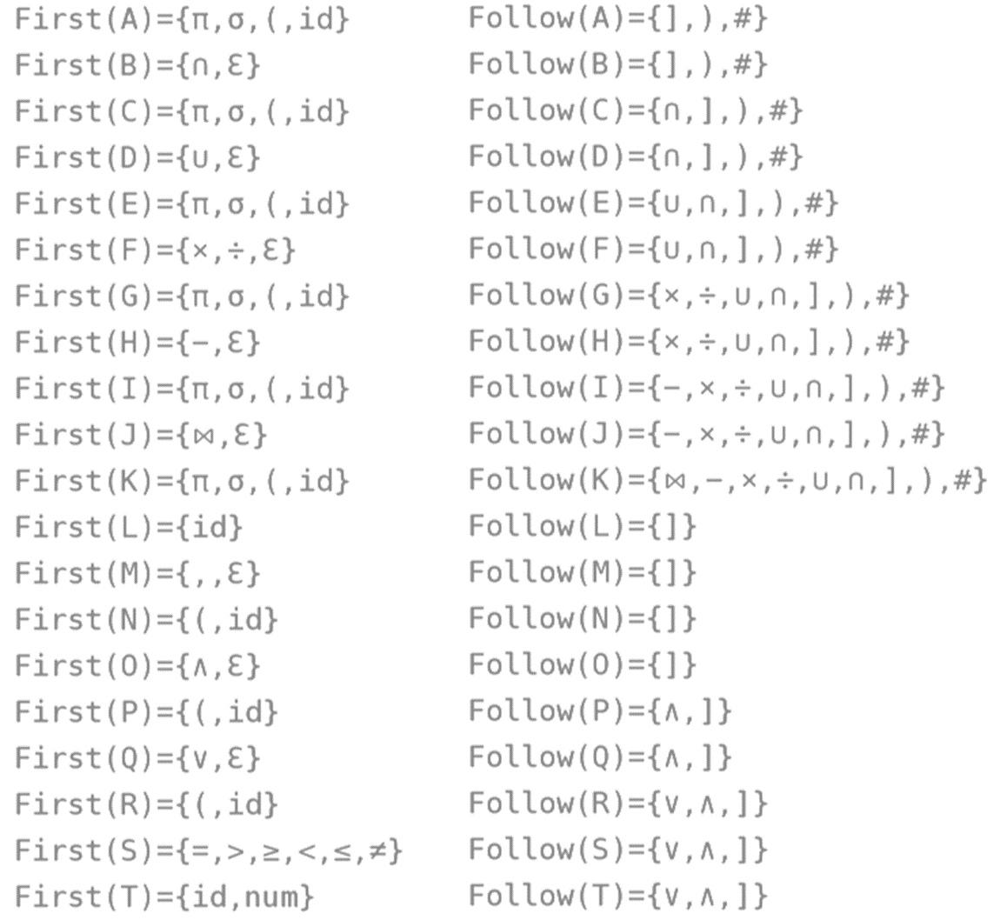 First(A)={π,σ,(,id} Follow(A)={],),#}
First(B)={∩,Ɛ} Follow(B)={],),#}
First(C)={π,σ,(,id} Follow(C)={∩,],),#}
First(D)={∪,Ɛ} Follow(D)={∩,],),#}
First(E)={π,σ,(,id} Follow(E)={∪,∩,],),#}
First(F)={×,÷,Ɛ} Follow(F)={∪,∩,],),#}
First(G)={π,σ,(,id} Follow(G)={×,÷,∪,∩,],),#}
First(H)={−,Ɛ} Follow(H)={×,÷,∪,∩,],),#}
First(I)={π,σ,(,id} Follow(I)={−,×,÷,∪,∩,],),#}
First(J)={⋈,Ɛ} Follow(J)={−,×,÷,∪,∩,],),#}
First(K)={π,σ,(,id} Follow(K)={⋈,−,×,÷,∪,∩,],),#}
First(L)={id} Follow(L)={]}
First(M)={,,Ɛ} Follow(M)={]}
First(N)={(,id} Follow(N)={]}
First(O)={∧,Ɛ} Follow(O)={]}
First(P)={(,id} Follow(P)={∧,]}
First(Q)={∨,Ɛ} Follow(Q)={∧,]}
First(R)={(,id} Follow(R)={∨,∧,]}
First(S)={=,>,≥,<,≤,≠} Follow(S)={∨,∧,]}
First(T)={id,num} Follow(T)={∨,∧,]}